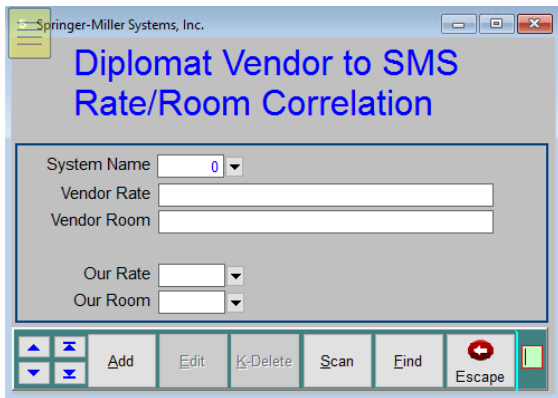 Springer-Miller Systems, Inc.
Diplomat Vendor to SMS
Rate/Room Correlation
System Name 0
Vendor Rate
Vendor Room
Our Rate
Our Room
Add Edit K-Delete Scan Find Escape